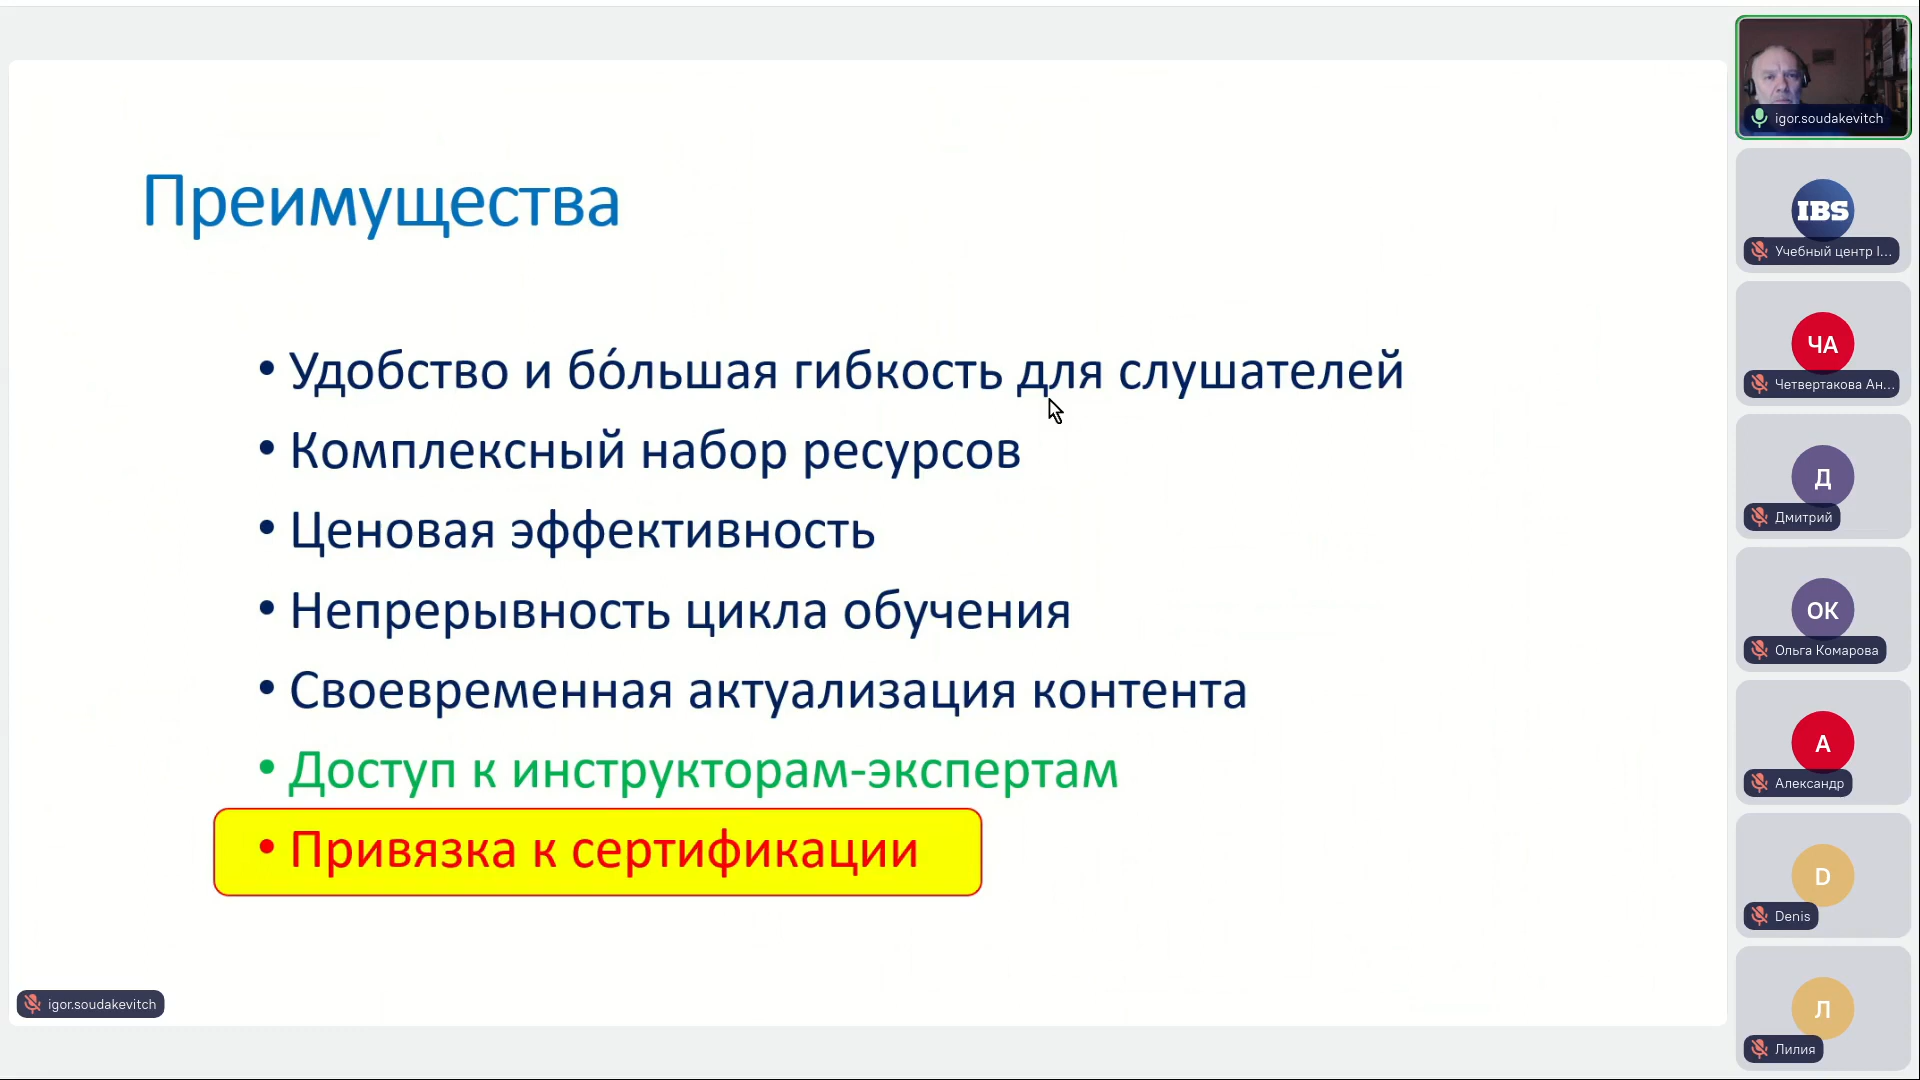 Преимущества
• Удобство и бо́льшая гибкость для слушателей
• Комплексный набор ресурсов
• Ценовая эффективность
• Непрерывность цикла обучения
• Своевременная актуализация контента
• Доступ к инструкторам-экспертам
• Привязка к сертификации
igor.soudakevitch
igor.soudakevitch
IBS
Учебный центр I...
ЧА
Четвертакова Ан...
Д
Дмитрий
ОК
Ольга Комарова
А
Александр
D
Denis
Л
Лилия